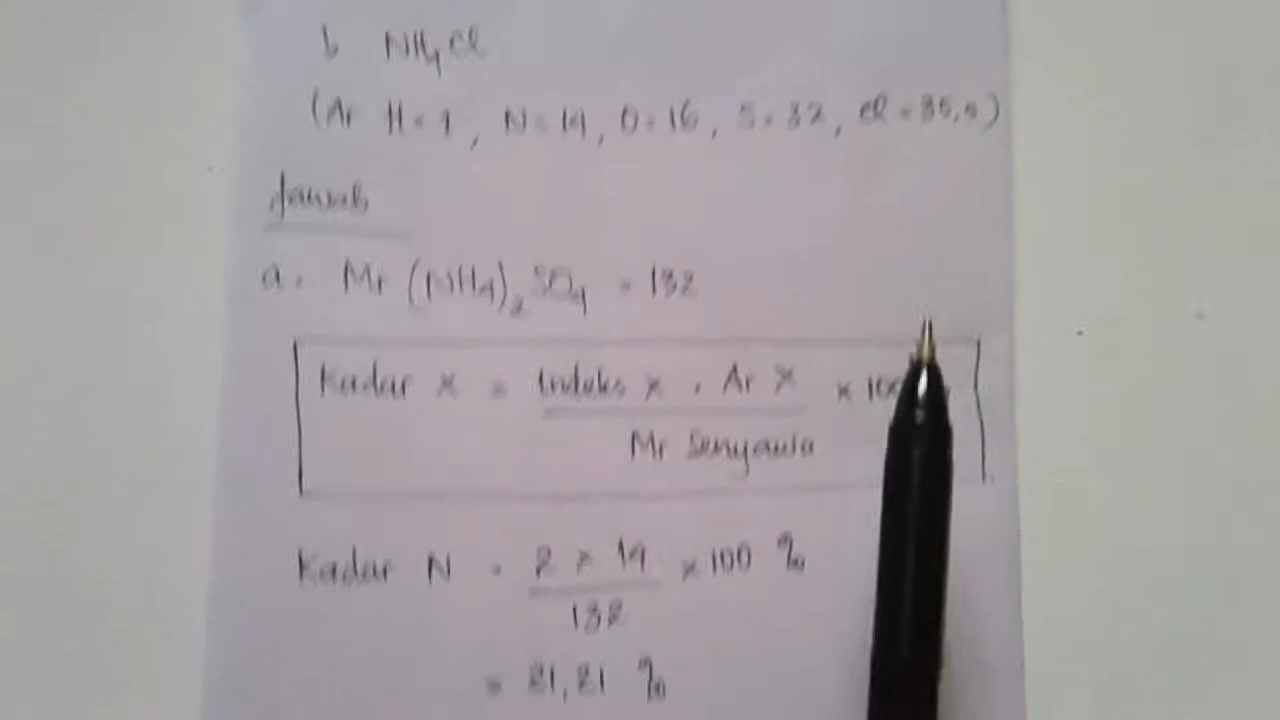 b NH4Cl
(Ar H = 1, N = 14, O = 16, S = 32, Cl = 35,5)
Jawab
a. Mr (NH4)2SO4 = 132
Kadar X = Indeks X . Ar X × 100
Mr Senyawa
Kadar N = 2 × 14 × 100 %
132
= 21,21 %